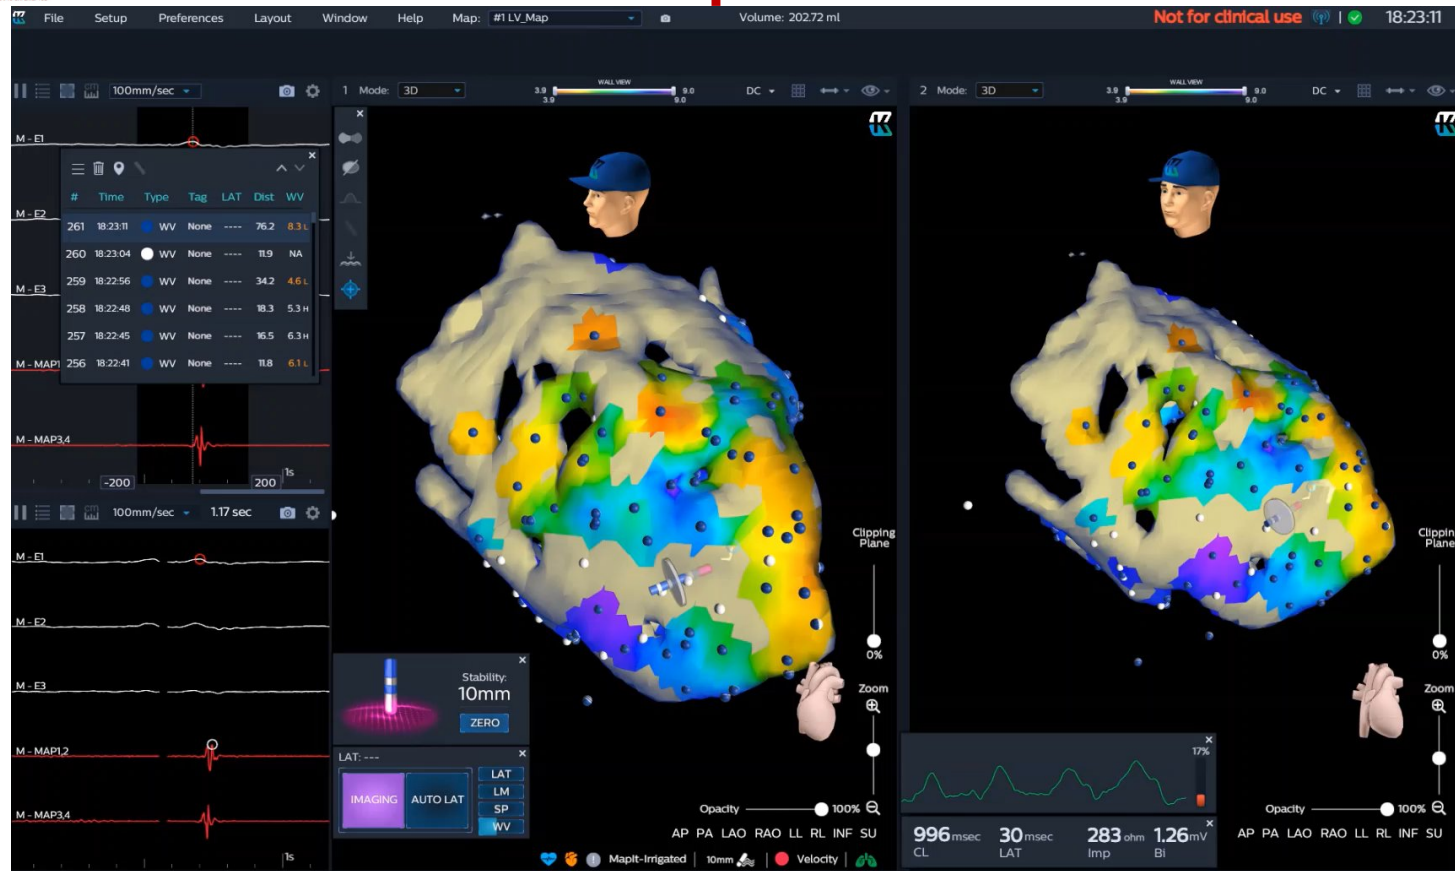 File Setup Preferences Layout Window Help Map: #1 LV_Map Volume: 202.72 ml Not for clinical use 18:23:11
100mm/sec
M - E1
# Time Type Tag LAT Dist WV
261 18:23:11 WV None ---- 76.2 8.3 L
260 18:23:04 WV None ---- 11.9 NA
259 18:22:56 WV None ---- 34.2 4.6 L
258 18:22:48 WV None ---- 18.3 5.3 H
257 18:22:45 WV None ---- 16.5 6.3 H
256 18:22:41 WV None ---- 11.8 6.1 L
M - E2
M - E3
M - MAP1
M - MAP3,4
-200 200 1s
100mm/sec 1.17 sec
M - E1
M - E2
M - E3
M - MAP1,2
M - MAP3,4
1s
1 Mode: 3D
WALL VIEW
3.9 9.0
3.9 9.0
DC
Clipping
Plane
0%
Zoom
Stability:
10mm
ZERO
LAT: ---
IMAGING AUTO LAT
LAT
LM
SP
WV
Opacity 100%
AP PA LAO RAO LL RL INF SU
MapIt-Irrigated 10mm Velocity
2 Mode: 3D
WALL VIEW
3.9 9.0
3.9 9.0
DC
Clipping
Plane
0%
Zoom
17%
Opacity 100%
996 msec 30 msec 283 ohm 1.26 mV
CL LAT Imp Bi
AP PA LAO RAO LL RL INF SU